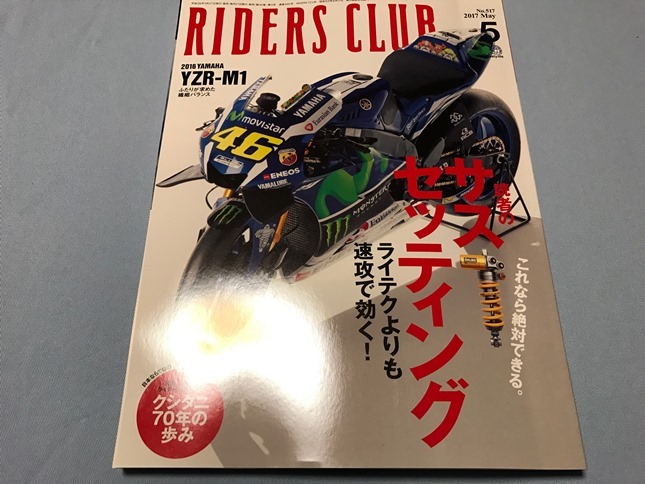 RIDERS CLUB
No.517
2017 May
5
2016 YAMAHA
YZR-M1
ふたりが求めた
繊細バランス
YAMAHA
movistar
46
ENEOS
YAMALUBE
MONSTER
読者の
サス
セッティング
ライテクよりも
速攻で効く!
これなら絶対できる。
クシタニ
70年の
歩み